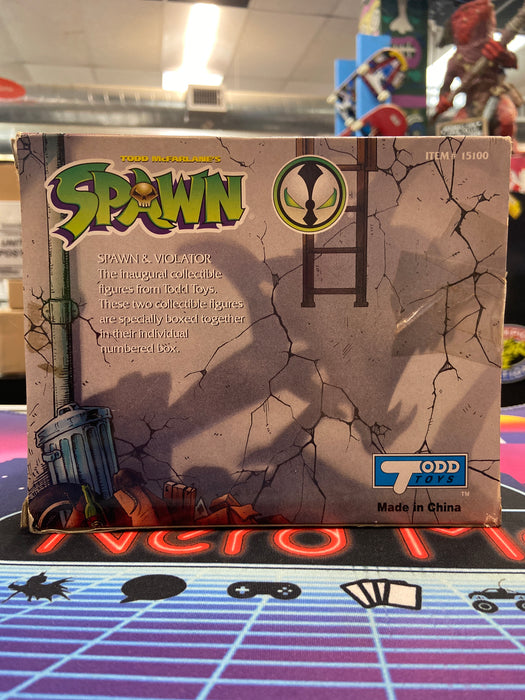 TODD McFARLANE'S
SPAWN
ITEM # 15100
SPAWN & VIOLATOR
The inaugural collectible
figures from Todd Toys.
These two collectible figures
are specially boxed together
in their individual
numbered box.
TODD
TOYS
TM
Made in China